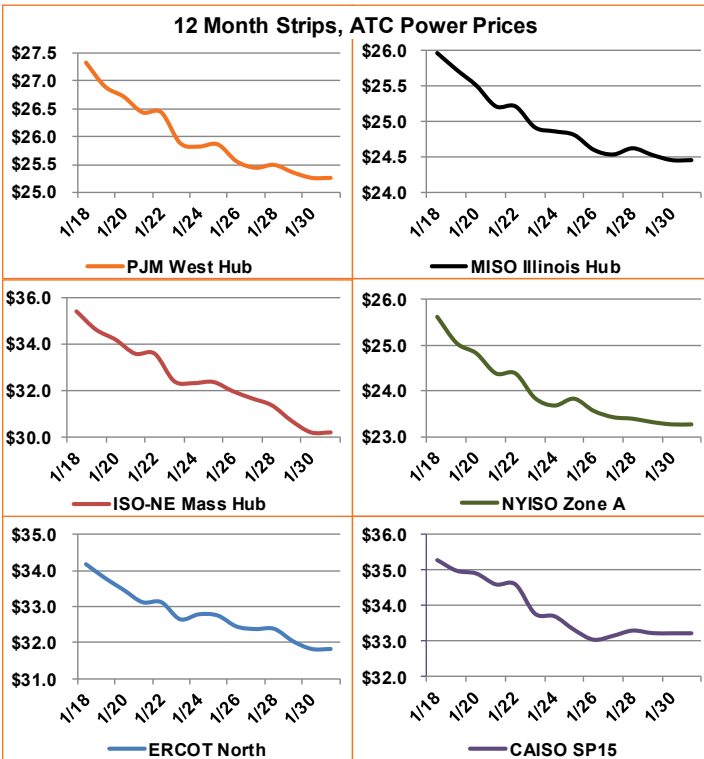 12 Month Strips, ATC Power Prices
$27.5
$27.0
$26.5
$26.0
$25.5
$25.0
1/18 1/20 1/22 1/24 1/26 1/28 1/30
PJM West Hub
$26.0
$25.5
$25.0
$24.5
$24.0
1/18 1/20 1/22 1/24 1/26 1/28 1/30
MISO Illinois Hub
$36.0
$34.0
$32.0
$30.0
1/18 1/20 1/22 1/24 1/26 1/28 1/30
ISO-NE Mass Hub
$26.0
$25.0
$24.0
$23.0
1/18 1/20 1/22 1/24 1/26 1/28 1/30
NYISO Zone A
$35.0
$34.0
$33.0
$32.0
$31.0
1/18 1/20 1/22 1/24 1/26 1/28 1/30
ERCOT North
$36.0
$35.0
$34.0
$33.0
$32.0
1/18 1/20 1/22 1/24 1/26 1/28 1/30
CAISO SP15